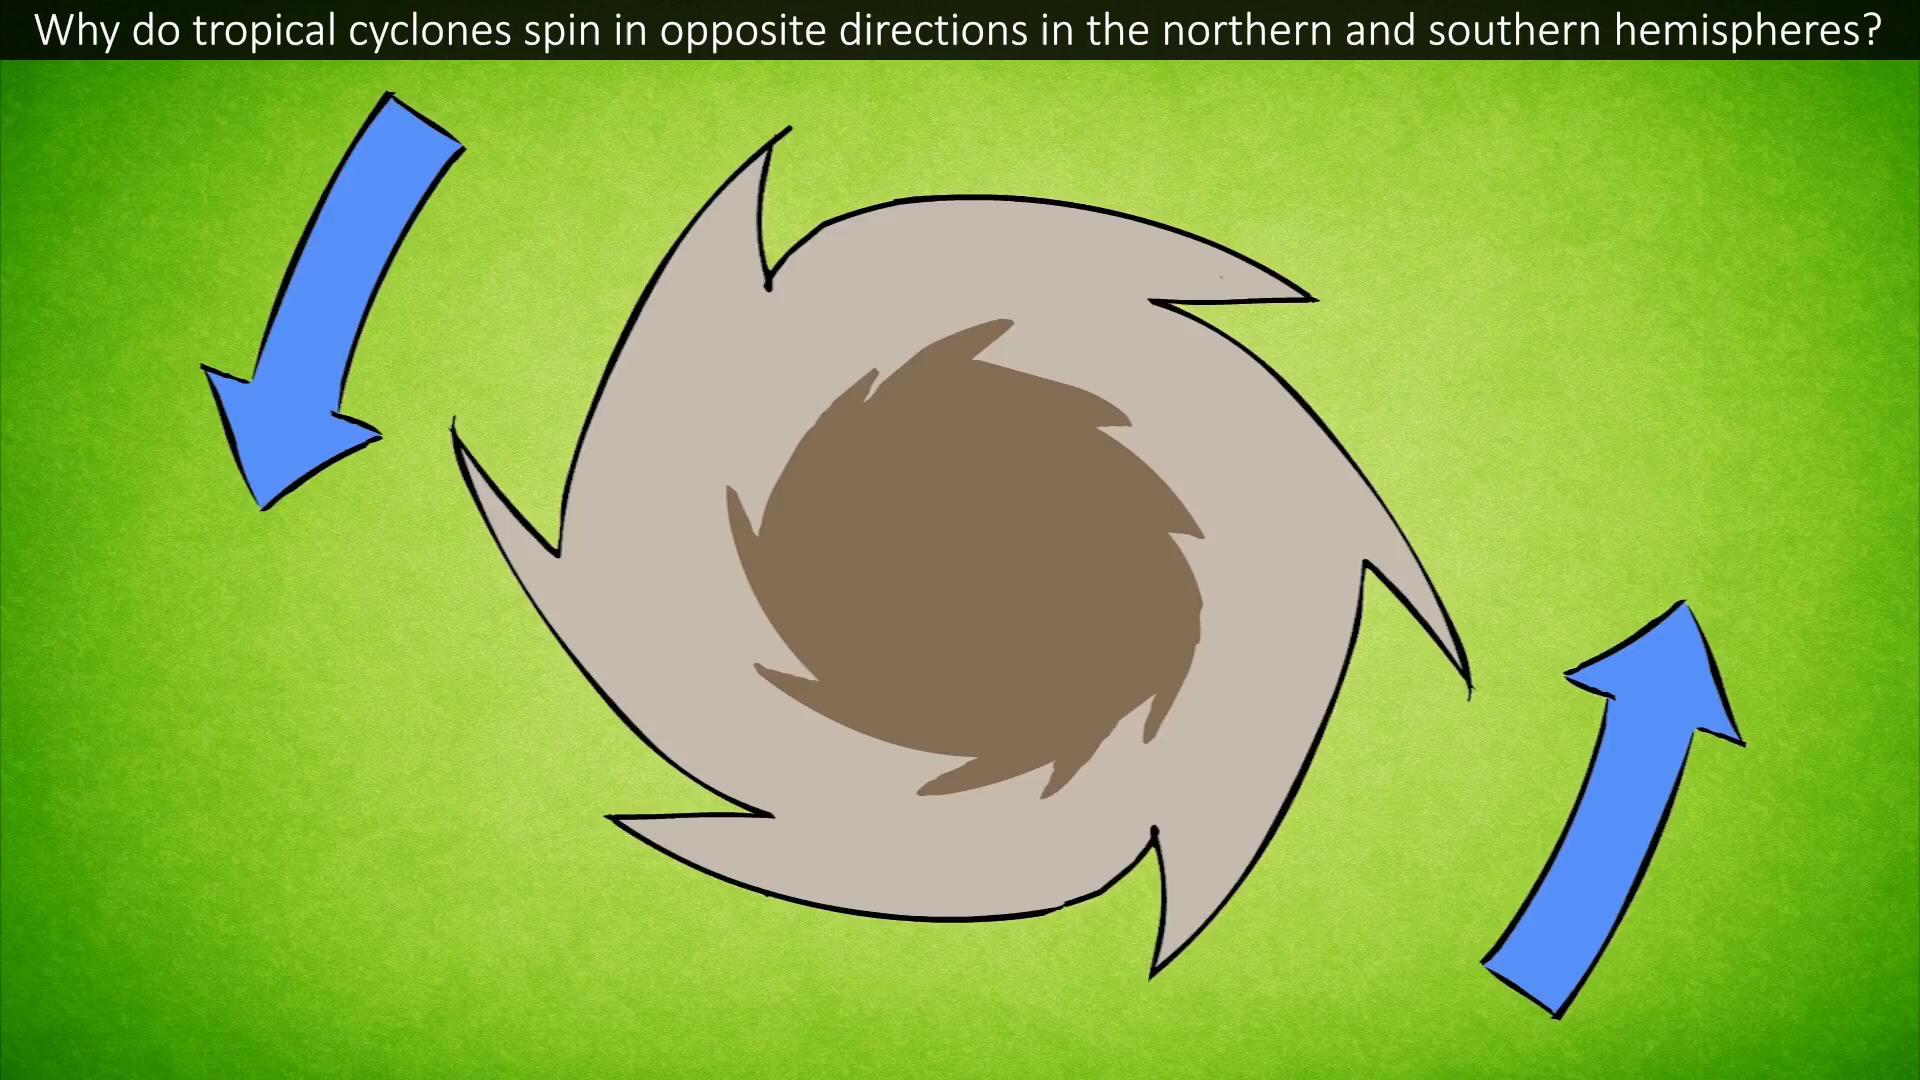 Why do tropical cyclones spin in opposite directions in the northern and southern hemispheres?